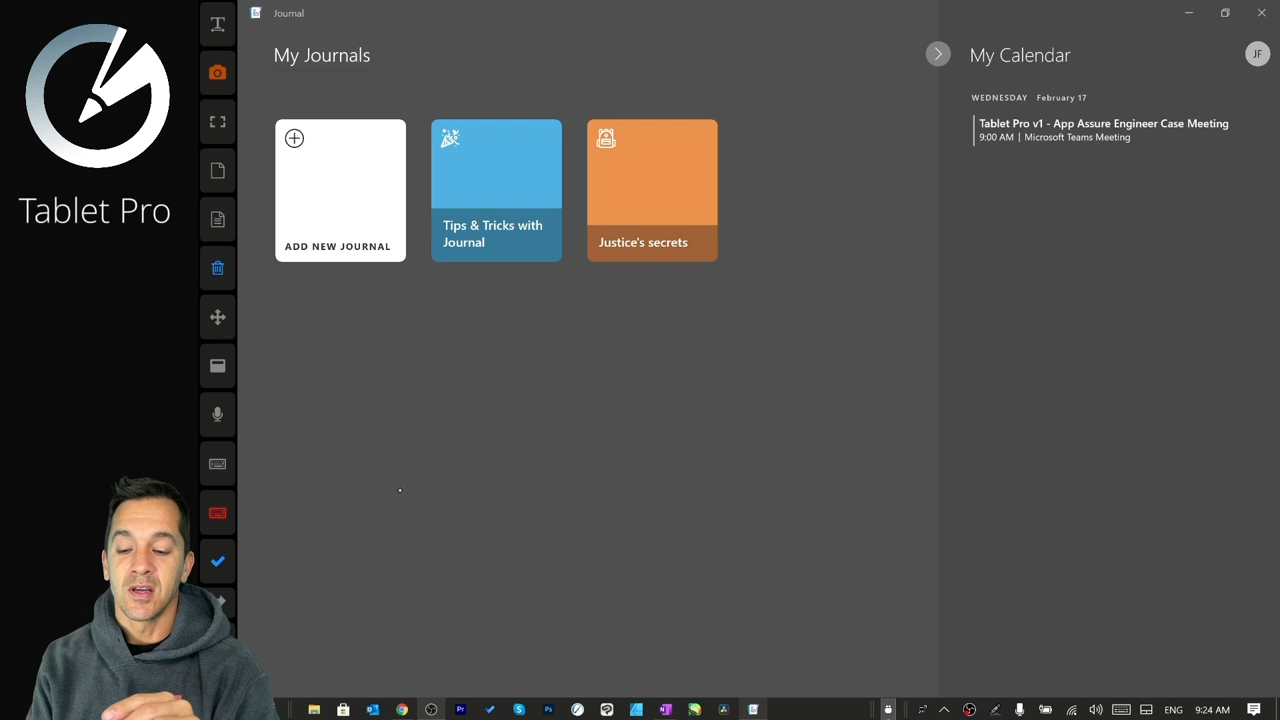 Tablet Pro
Journal
My Journals
ADD NEW JOURNAL
Tips & Tricks with
Journal
Justice's secrets
My Calendar
JF
WEDNESDAY February 17
Tablet Pro v1 - App Assure Engineer Case Meeting
9:00 AM | Microsoft Teams Meeting
ENG
9:24 AM